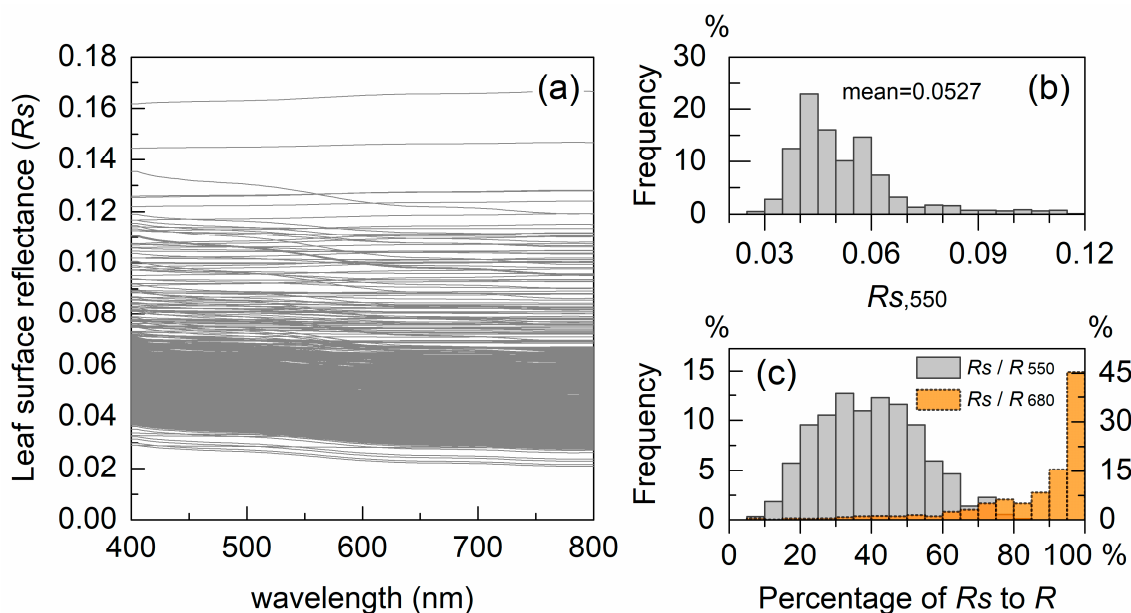 (a)
Leaf surface reflectance (Rs)
0.18
0.16
0.14
0.12
0.10
0.08
0.06
0.04
0.02
0.00
400 500 600 700 800
wavelength (nm)
%
(b)
mean=0.0527
Frequency
30
20
10
0
0.03 0.06 0.09 0.12
Rs,550
% %
(c)
Rs / R 550
Rs / R 680
Frequency
15
10
5
0
45
30
15
0
0 20 40 60 80 100 %
Percentage of Rs to R